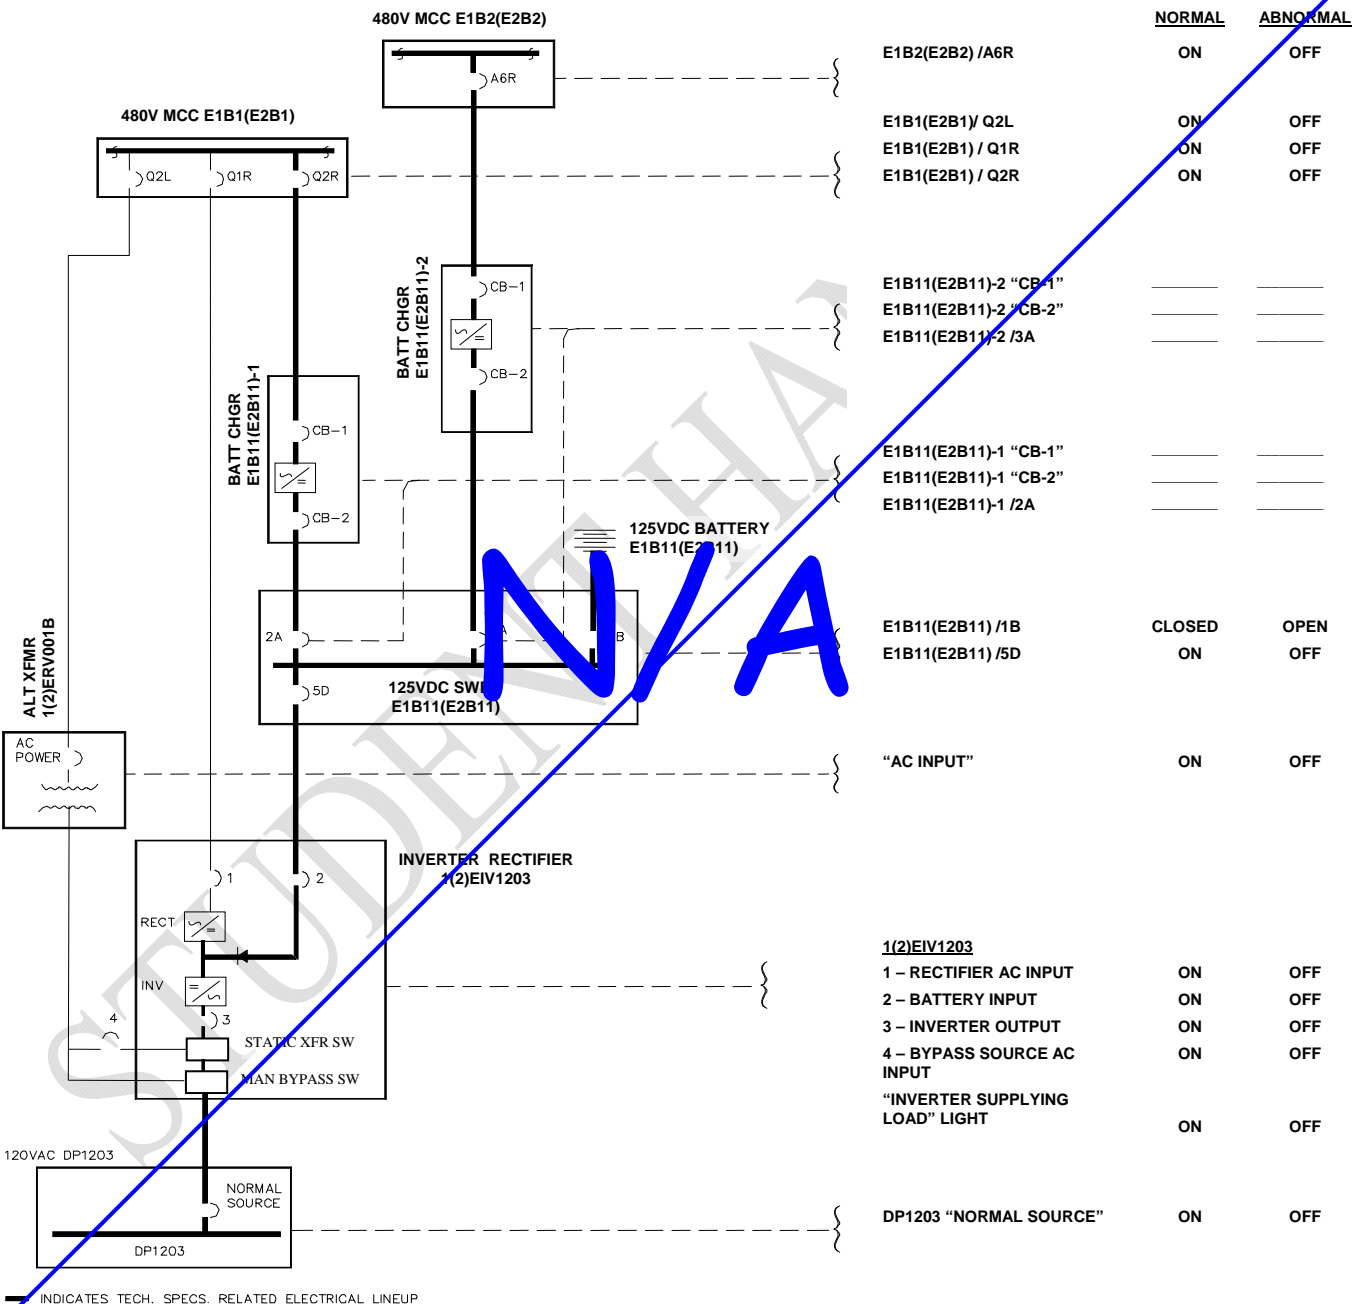 480V MCC E1B2(E2B2)
NORMAL ABNORMAL
E1B2(E2B2) /A6R ON OFF
A6R
480V MCC E1B1(E2B1)
E1B1(E2B1)/ Q2L ON OFF
E1B1(E2B1) / Q1R ON OFF
E1B1(E2B1) / Q2R ON OFF
Q2L Q1R Q2R
BATT CHGR
E1B11(E2B11)-2
CB-1
CB-2
E1B11(E2B11)-2 “CB-1”
E1B11(E2B11)-2 “CB-2”
E1B11(E2B11)-2 /3A
BATT CHGR
E1B11(E2B11)-1
CB-1
CB-2
E1B11(E2B11)-1 “CB-1”
E1B11(E2B11)-1 “CB-2”
E1B11(E2B11)-1 /2A
125VDC BATTERY
E1B11(E2B11)
N/A
2A
B
E1B11(E2B11) /1B CLOSED OPEN
E1B11(E2B11) /5D ON OFF
5D
125VDC
E1B11(E2B11)
ALT XFMR
1(2)ERV001B
AC
POWER
“AC INPUT” ON OFF
INVERTER RECTIFIER
1(2)EIV1203
1 2
RECT
INV
3
4
STATIC XFR SW
MAN BYPASS SW
1(2)EIV1203
1 – RECTIFIER AC INPUT ON OFF
2 – BATTERY INPUT ON OFF
3 – INVERTER OUTPUT ON OFF
4 – BYPASS SOURCE AC ON OFF
INPUT
“INVERTER SUPPLYING
LOAD” LIGHT ON OFF
120VAC DP1203
NORMAL
SOURCE
DP1203
DP1203 “NORMAL SOURCE” ON OFF
INDICATES TECH. SPECS. RELATED ELECTRICAL LINEUP
STUDENT HA